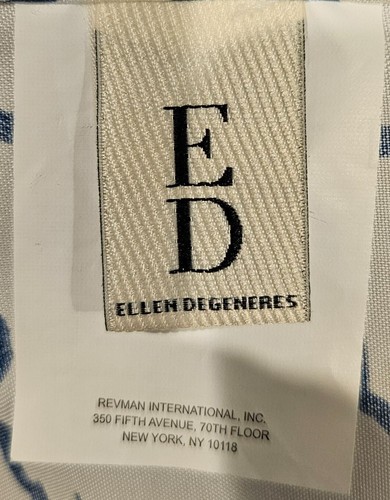 E
D
ELLEN DEGENERES
REVMAN INTERNATIONAL, INC.
350 FIFTH AVENUE, 70TH FLOOR
NEW YORK, NY 10118